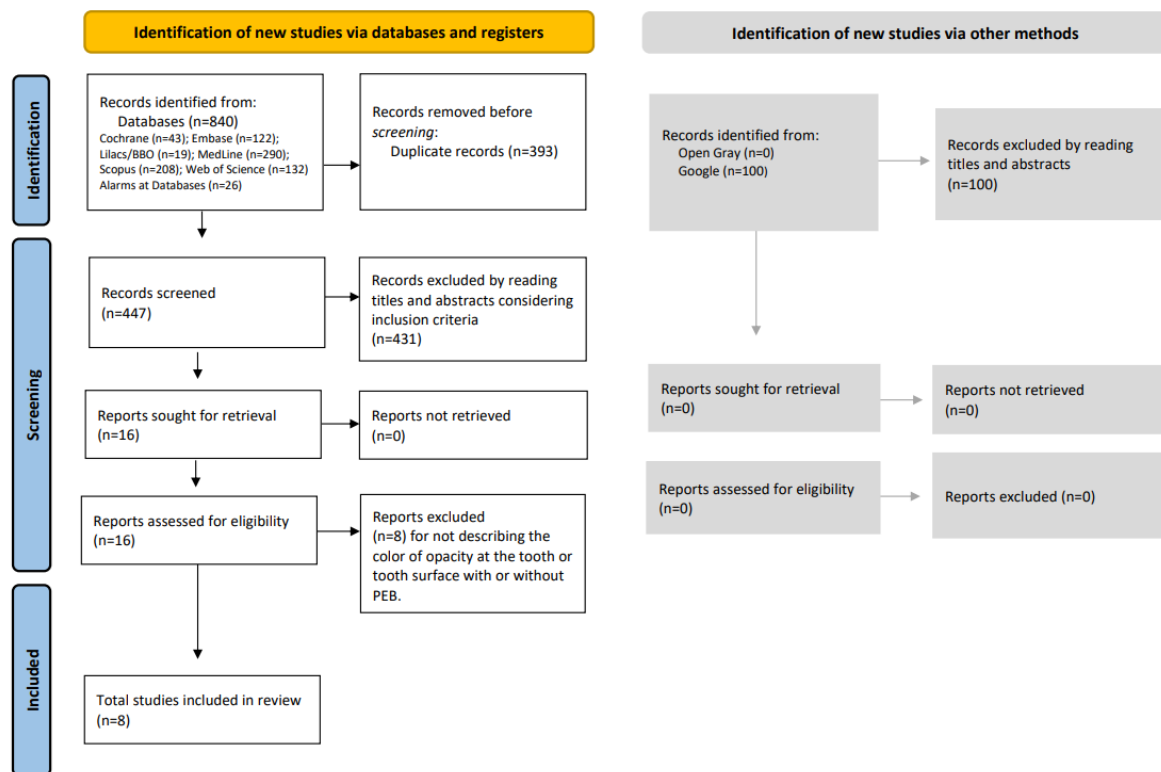 Identification of new studies via databases and registers
Identification of new studies via other methods
Identification
Records identified from:
Databases (n=840)
Cochrane (n=43); Embase (n=122);
Lilacs/BBO (n=19); MedLine (n=290);
Scopus (n=208); Web of Science (n=132)
Alarms at Databases (n=26)
Records removed before
screening:
Duplicate records (n=393)
Records identified from:
Open Gray (n=0)
Google (n=100)
Records excluded by reading
titles and abstracts
(n=100)
Screening
Records screened
(n=447)
Records excluded by reading
titles and abstracts considering
inclusion criteria
(n=431)
Reports sought for retrieval
(n=16)
Reports not retrieved
(n=0)
Reports sought for retrieval
(n=0)
Reports not retrieved
(n=0)
Reports assessed for eligibility
(n=16)
Reports excluded
(n=8) for not describing the
color of opacity at the tooth or
tooth surface with or without
PEB.
Reports assessed for eligibility
(n=0)
Reports excluded (n=0)
Included
Total studies included in review
(n=8)